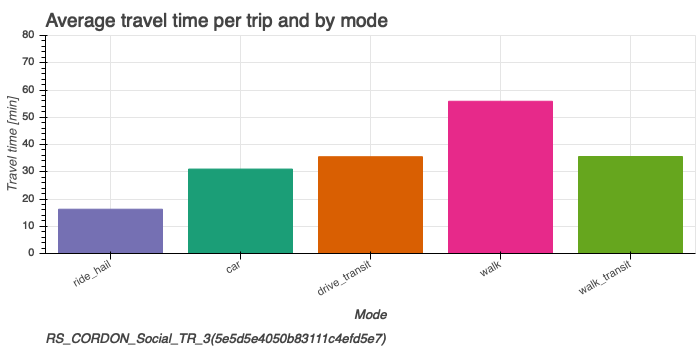 Average travel time per trip and by mode
Travel time [min]
80
70
60
50
40
30
20
10
0
ride_hail
car
drive_transit
walk
walk_transit
Mode
RS_CORDON_Social_TR_3(5e5d5e4050b83111c4efd5e7)